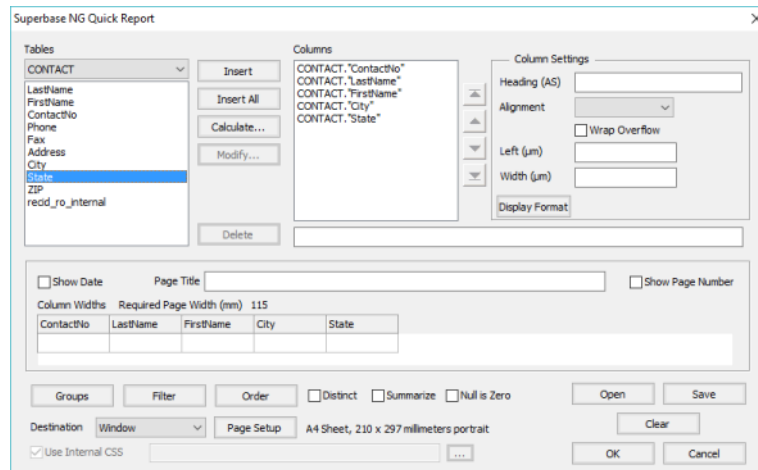 Superbase NG Quick Report
Tables
CONTACT
LastName
FirstName
ContactNo
Phone
Fax
Address
City
State
ZIP
recid_ro_internal
Insert
Insert All
Calculate...
Modify...
Delete
Columns
CONTACT."ContactNo"
CONTACT."LastName"
CONTACT."FirstName"
CONTACT."City"
CONTACT."State"
Column Settings
Heading (AS)
Alignment
Wrap Overflow
Left (µm)
Width (µm)
Display Format
Show Date Page Title Show Page Number
Column Widths Required Page Width (mm) 115
ContactNo LastName FirstName City State
Groups Filter Order Distinct Summarize Null is Zero Open Save
Destination Window Page Setup A4 Sheet, 210 x 297 millimeters portrait Clear
Use Internal CSS ... OK Cancel